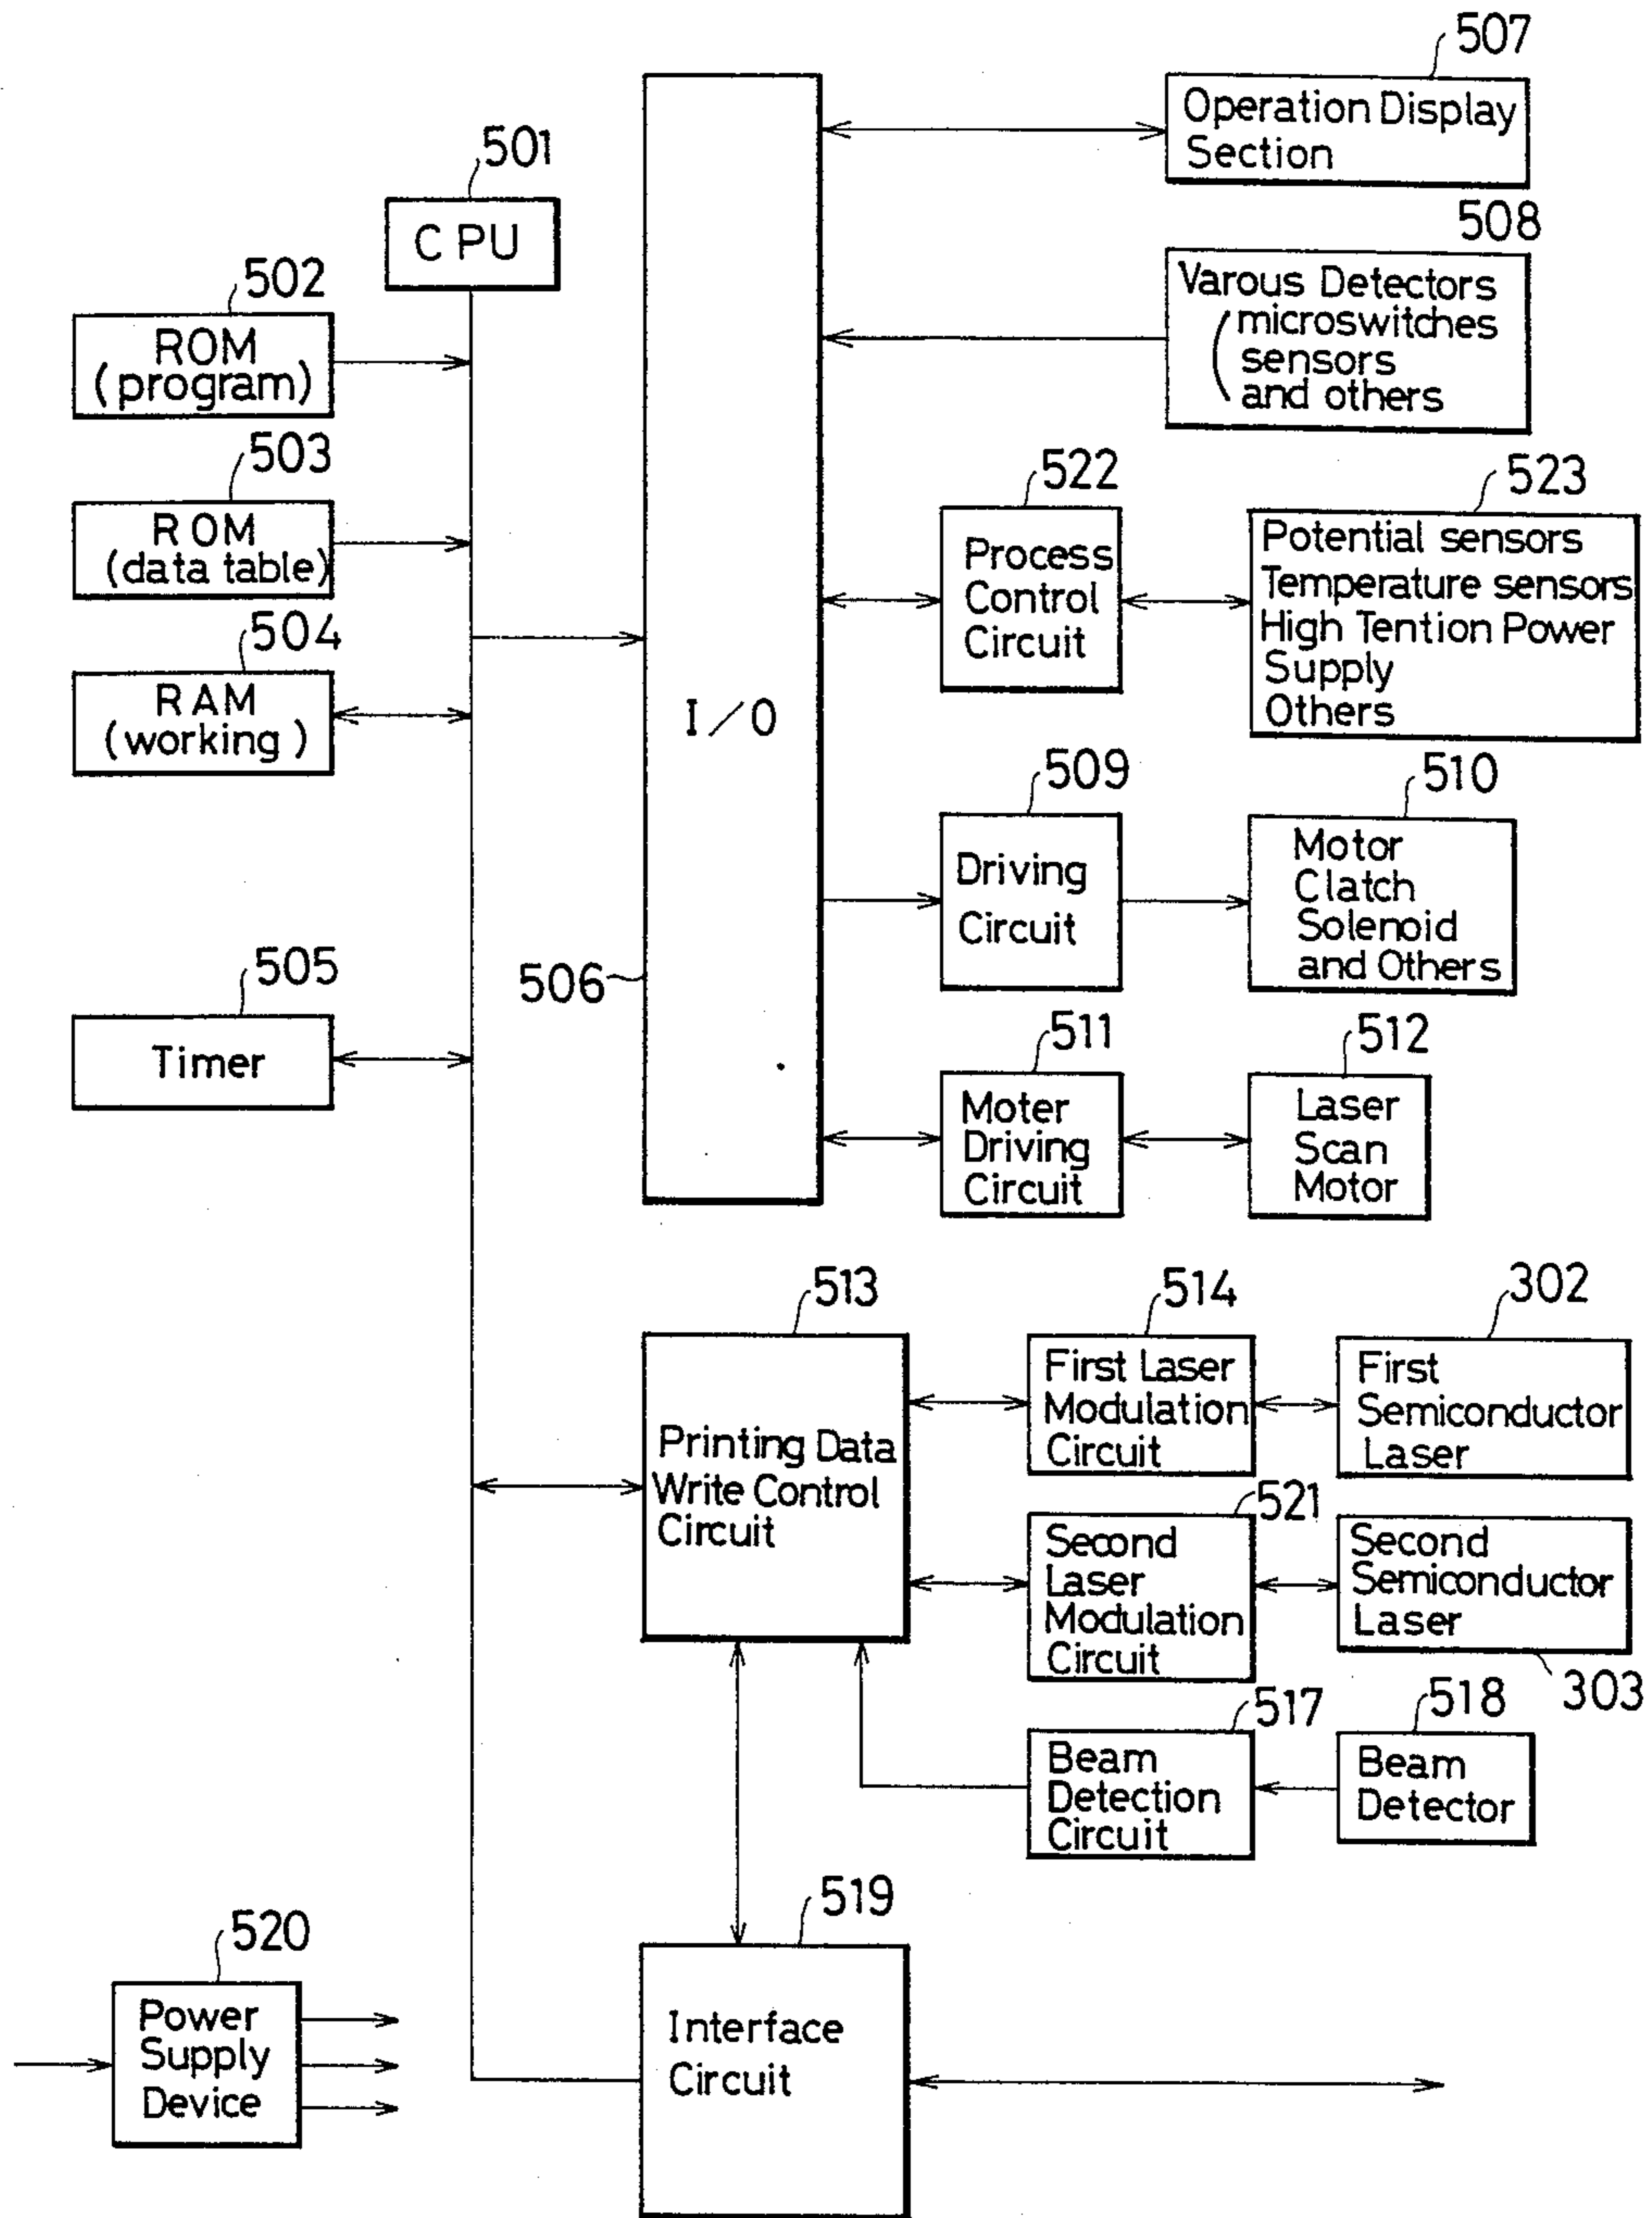 507
Operation Display
Section
501
CPU
508
Varous Detectors
(microswitches
sensors
and others
502
ROM
(program)
503
ROM
(data table)
504
RAM
(working)
522
Process
Control
Circuit
523
Potential sensors
Temperature sensors
High Tention Power
Supply
Others
I/O
506
509
Driving
Circuit
510
Motor
Clatch
Solenoid
and Others
505
Timer
511
Moter
Driving
Circuit
512
Laser
Scan
Motor
513
Printing Data
Write Control
Circuit
514
First Laser
Modulation
Circuit
302
First
Semiconductor
Laser
521
Second
Laser
Modulation
Circuit
Second
Semiconductor
Laser
303
517
Beam
Detection
Circuit
518
Beam
Detector
519
Interface
Circuit
520
Power
Supply
Device